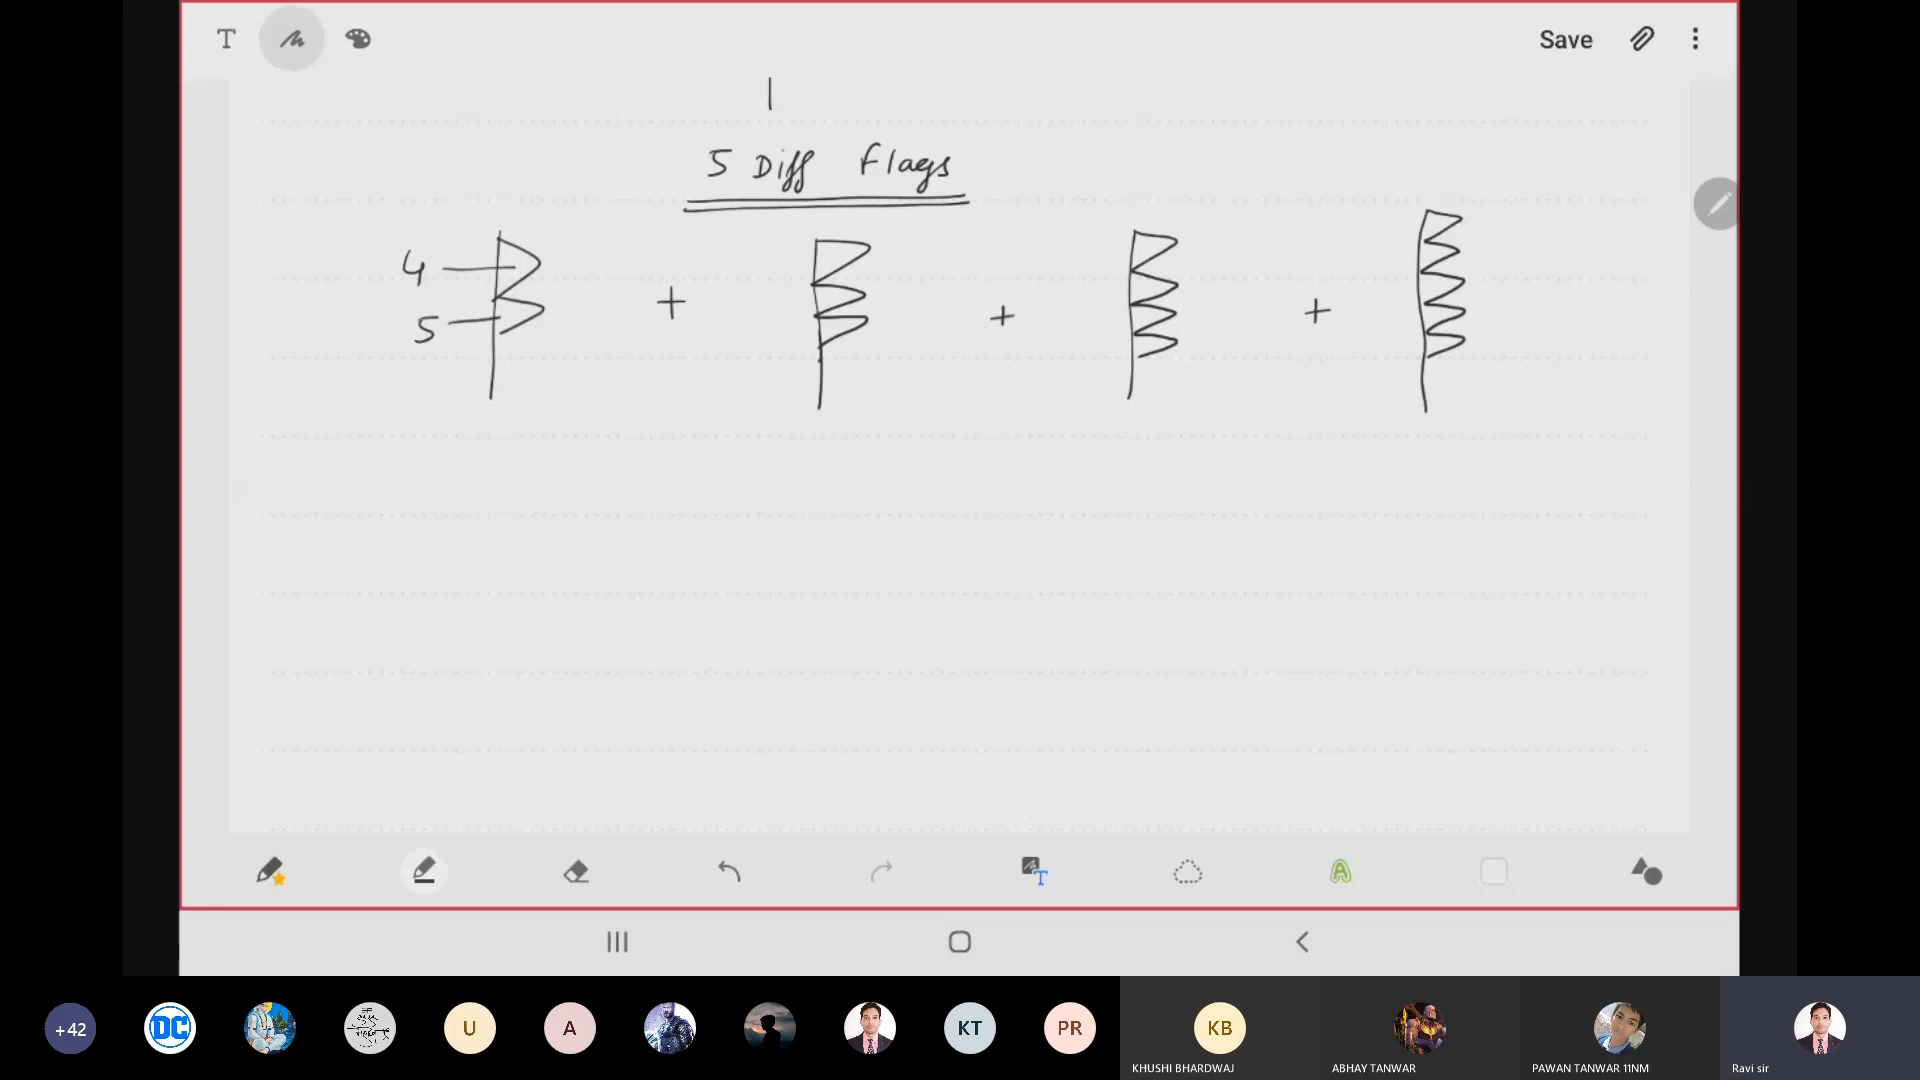 T
Save
|
5 Diff Flags
4
5
+ + +
T
A
+42
DC
U
A
KT
PR
KB
KHUSHI BHARDWAJ
ABHAY TANWAR
PAWAN TANWAR 11NM
Ravi sir